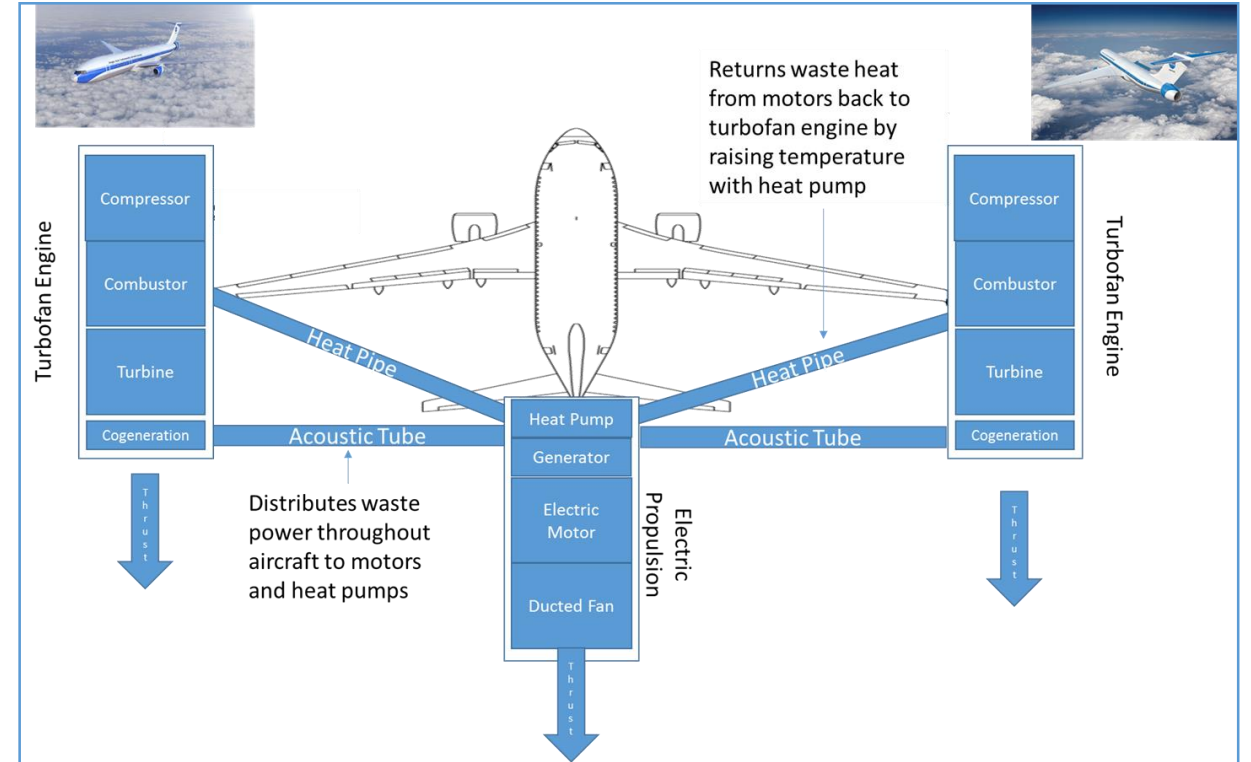 Returns waste heat
from motors back to
turbofan engine by
raising temperature
with heat pump
Turbofan Engine
Compressor
Combustor
Turbine
Cogeneration
Thrust
Heat Pipe
Acoustic Tube
Distributes waste
power throughout
aircraft to motors
and heat pumps
Heat Pump
Generator
Electric
Motor
Ducted Fan
Electric
Propulsion
Thrust
Heat Pipe
Acoustic Tube
Compressor
Combustor
Turbine
Cogeneration
Turbofan Engine
Thrust